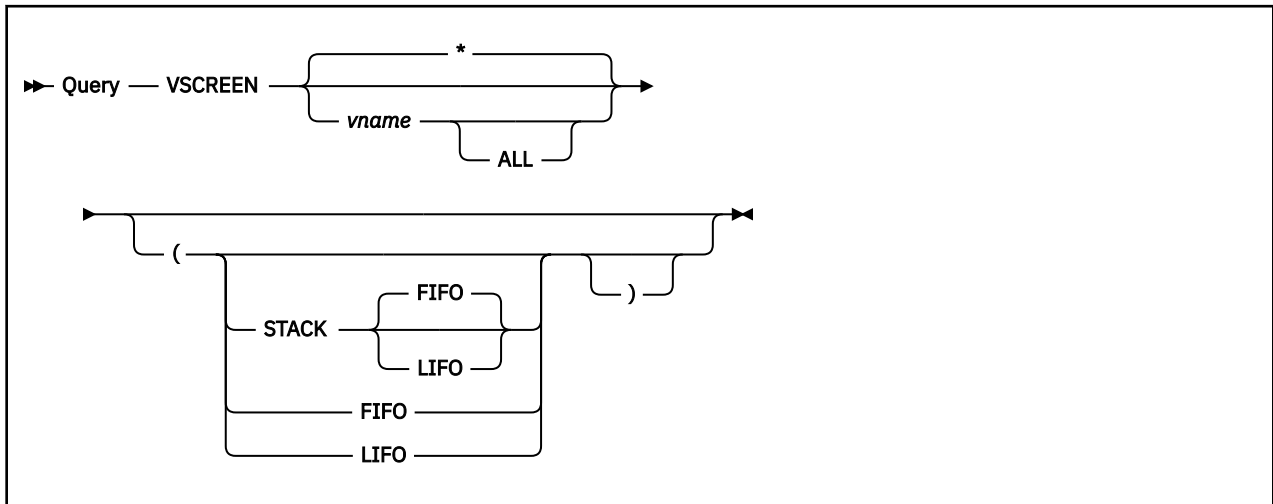 *
Query VSCREEN
vname
ALL
(
FIFO
)
STACK
LIFO
FIFO
LIFO